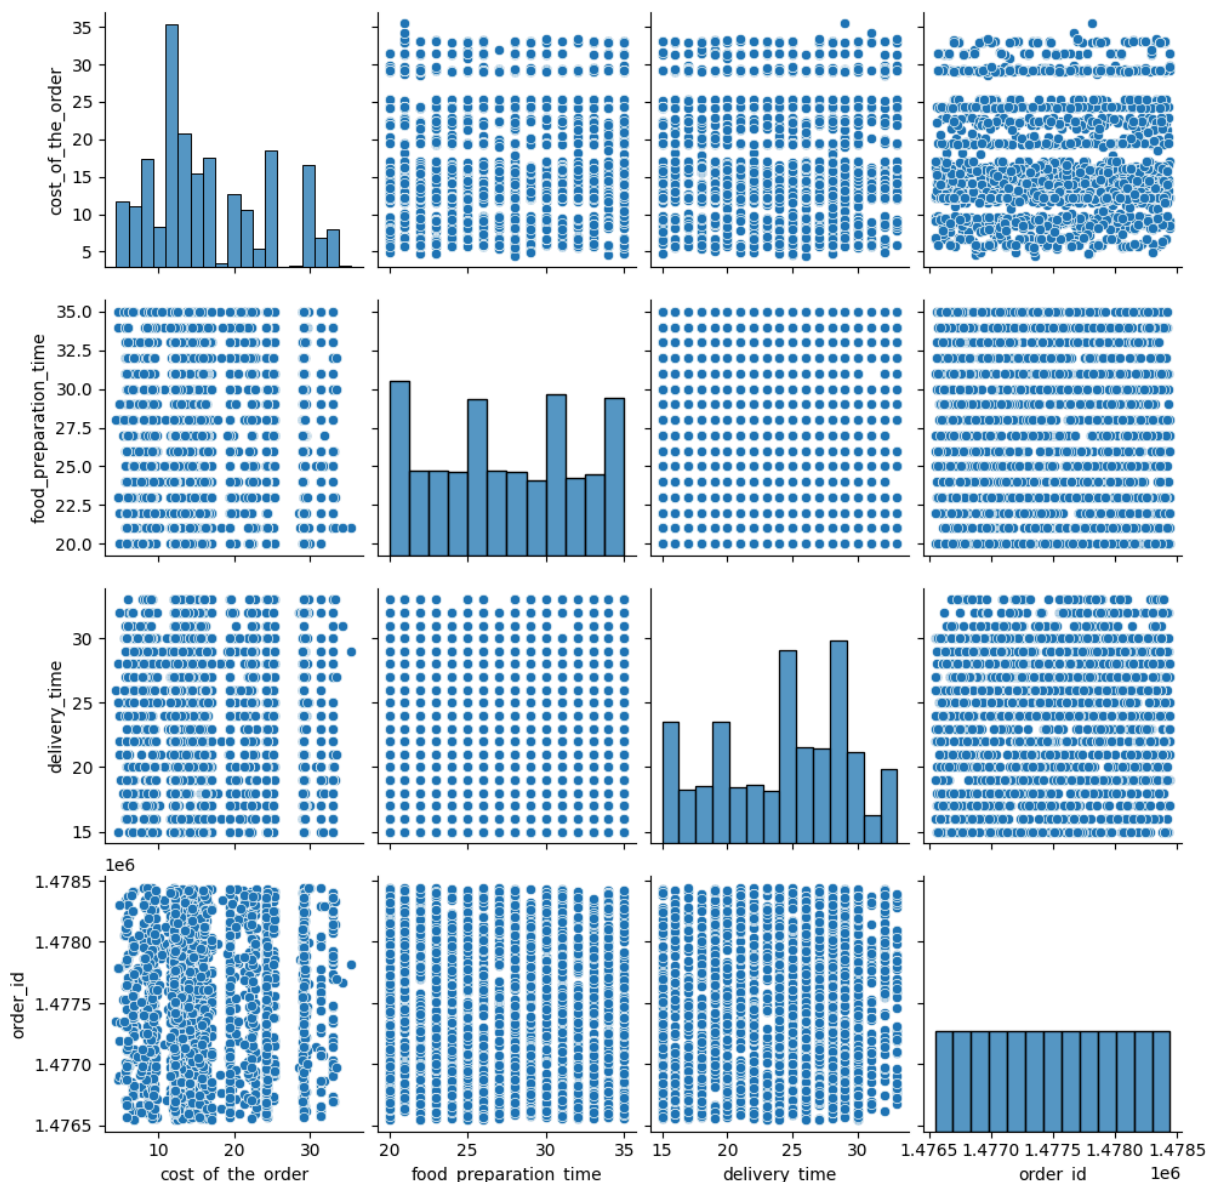 35
30
25
20
15
10
5
cost_of_the_order
35.0
32.5
30.0
27.5
25.0
22.5
20.0
food_preparation_time
30
25
20
15
delivery_time
1e6
1.4785
1.4780
1.4775
1.4770
1.4765
order_id
10 20 30
cost_of_the_order
20 25 30 35
food_preparation_time
15 20 25 30
delivery_time
1.4765 1.4770 1.4775 1.4780 1.4785
order_id 1e6